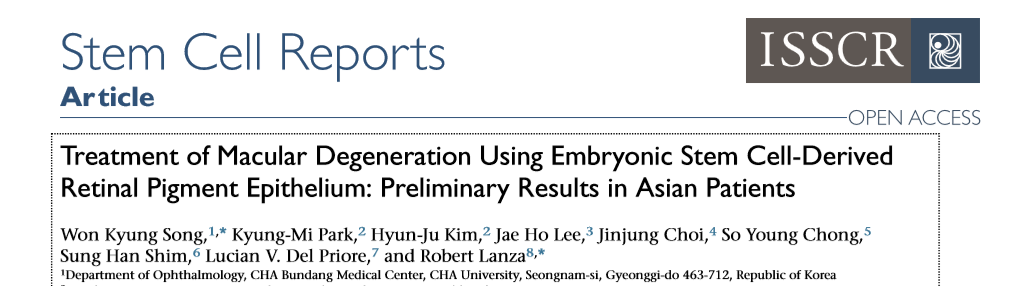 Stem Cell Reports
Article
ISSCR
OPEN ACCESS
Treatment of Macular Degeneration Using Embryonic Stem Cell-Derived
Retinal Pigment Epithelium: Preliminary Results in Asian Patients
Won Kyung Song,1,* Kyung-Mi Park,2 Hyun-Ju Kim,2 Jae Ho Lee,3 Jinjung Choi,4 So Young Chong,5
Sung Han Shim,6 Lucian V. Del Priore,7 and Robert Lanza8,*
1Department of Ophthalmology, CHA Bundang Medical Center, CHA University, Seongnam-si, Gyeonggi-do 463-712, Republic of Korea